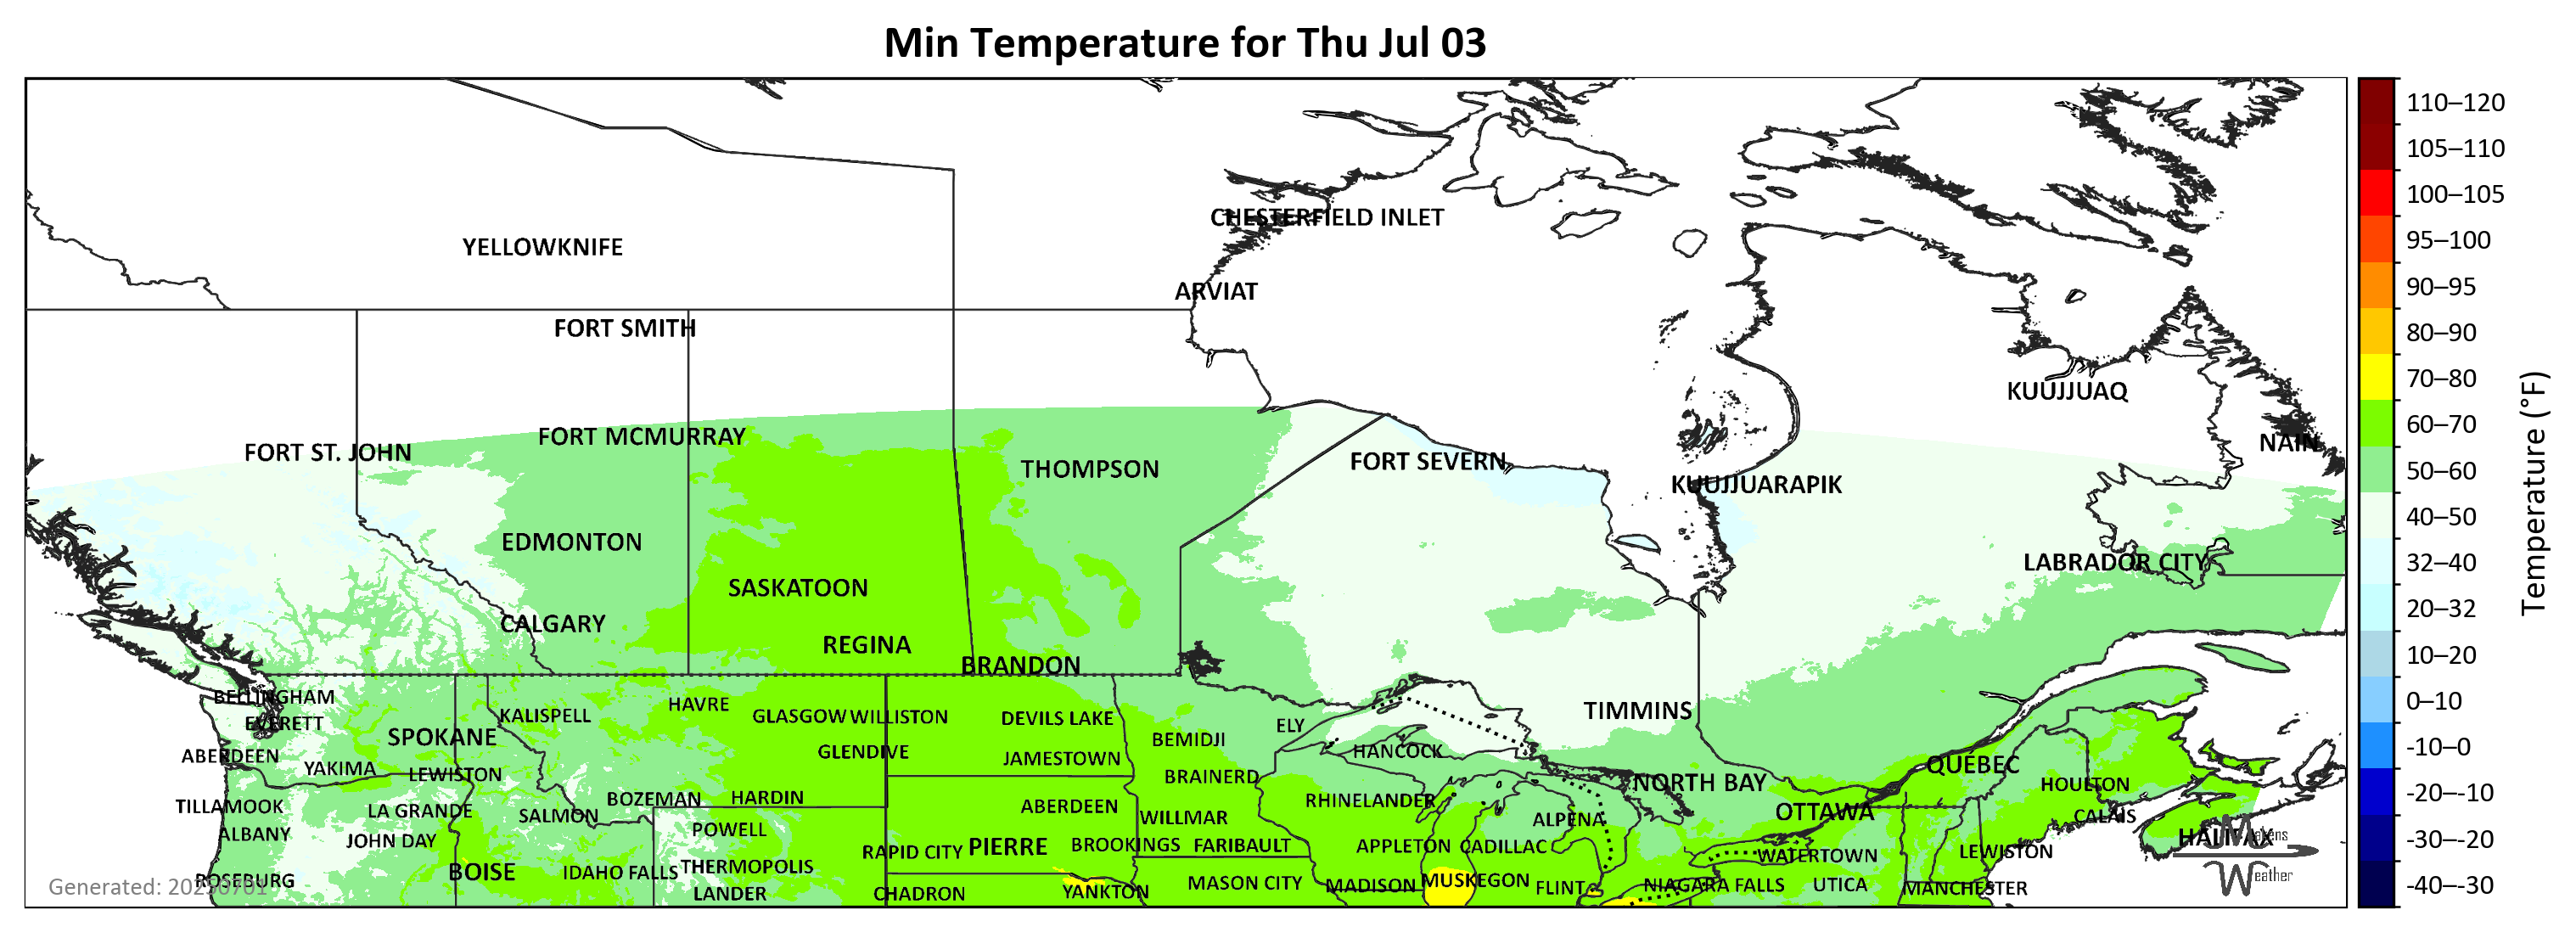 Min Temperature for Thu Jul 03
CHESTERFIELD INLET
YELLOWKNIFE
ARVIAT
FORT SMITH
KUUJJUAQ
FORT MCMURRAY
NAIN
FORT ST. JOHN
FORT SEVERN
THOMPSON
KUUJJUARAPIK
EDMONTON
LABRADOR CITY
SASKATOON
CALGARY
REGINA
BRANDON
BELLINGHAM
HAVRE
TIMMINS
KALISPELL
GLASGOW WILLISTON
DEVILS LAKE
EVERETT
ELY
SPOKANE
BEMIDJI
GLENDIVE
HANCOCK
ABERDEEN
JAMESTOWN
QUÉBEC
YAKIMA
LEWISTON
BRAINERD
NORTH BAY
HOULTON
BOZEMAN
HARDIN
RHINELANDER
TILLAMOOK
ABERDEEN
LA GRANDE
OTTAWA
SALMON
WILLMAR
CALAIS
ALPENA
ALBANY
POWELL
HALIFAX
JOHN DAY
PIERRE
BROOKINGS
FARIBAULT
APPLETON
CADILLAC
RAPID CITY
LEWISTON
WATERTOWN
THERMOPOLIS
BOISE
IDAHO FALLS
ROSEBURG
MUSKEGON
MASON CITY
MADISON
NIAGARA FALLS
UTICA
FLINT
MANCHESTER
YANKTON
LANDER
CHADRON
Generated: 20250701
Makens
Weather
110–120
105–110
100–105
95–100
90–95
80–90
70–80
60–70
50–60
40–50
32–40
20–32
10–20
0–10
-10–0
-20–-10
-30–-20
-40–-30
Temperature (°F)